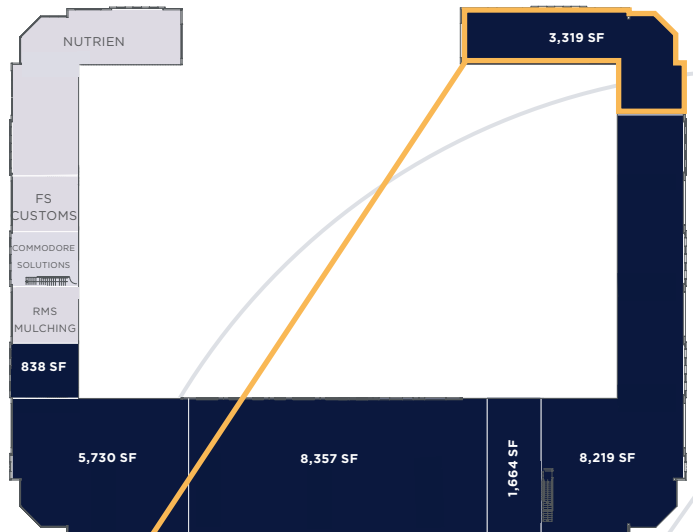 NUTRIEN
3,319 SF
FS
CUSTOMS
COMMODORE
SOLUTIONS
RMS
MULCHING
838 SF
5,730 SF
8,357 SF
1,664 SF
8,219 SF